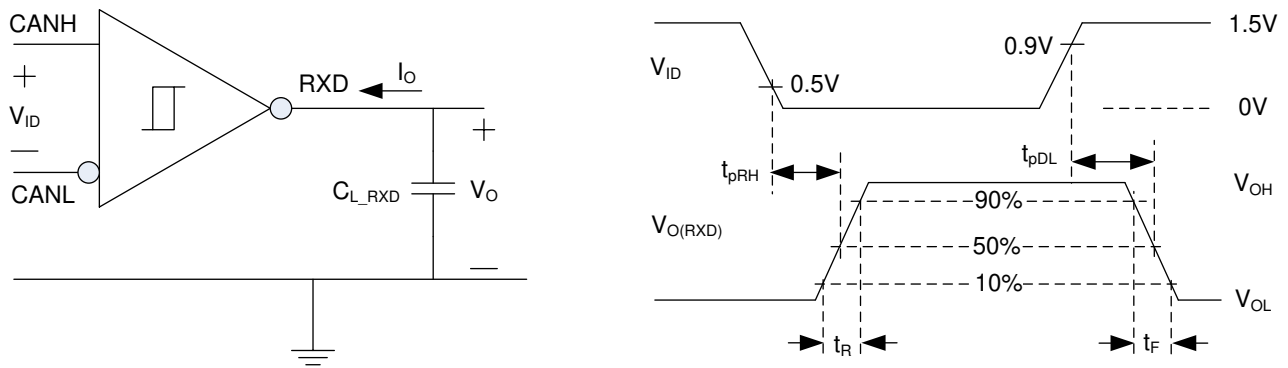 CANH
+
V_ID
—
CANL
RXD
I_O
C_L_RXD
+
V_O
—
V_ID
0.5V
0.9V
1.5V
0V
t_pRH
t_pDL
V_O(RXD)
90%
50%
10%
V_OH
V_OL
t_R
t_F